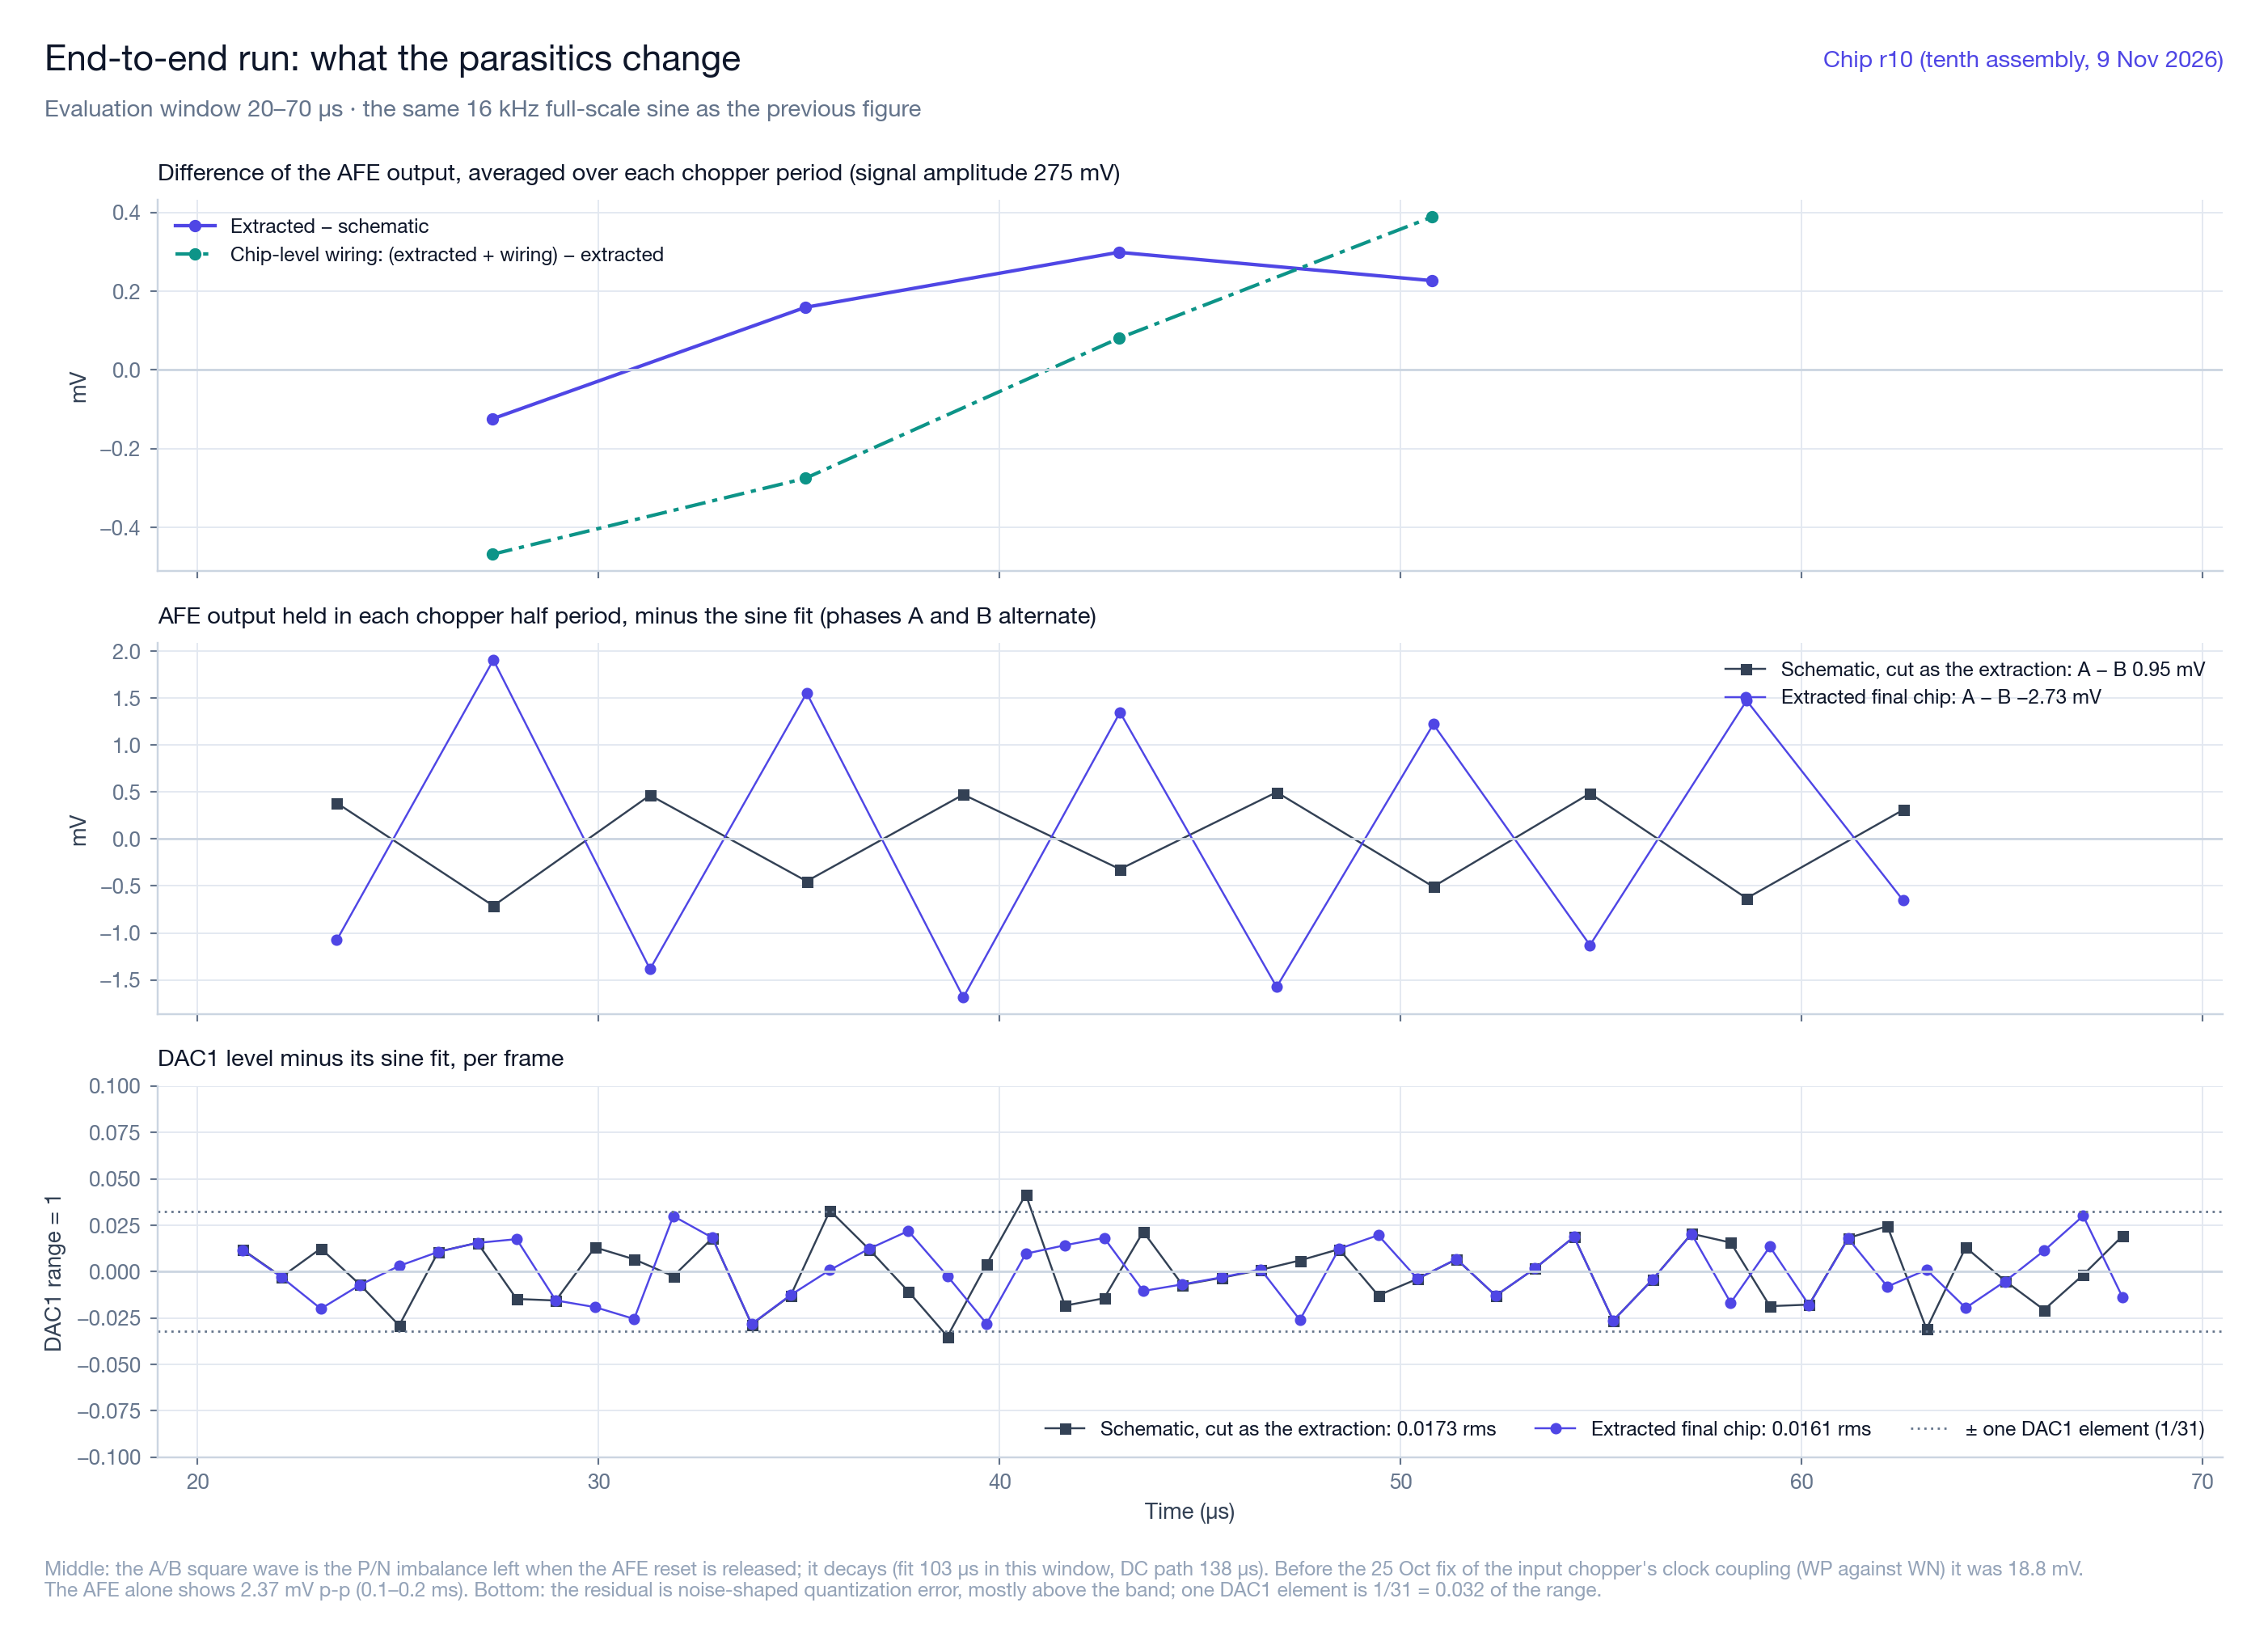 End-to-end run: what the parasitics change
Chip r10 (tenth assembly, 9 Nov 2026)
Evaluation window 20–70 µs · the same 16 kHz full-scale sine as the previous figure
Difference of the AFE output, averaged over each chopper period (signal amplitude 275 mV)
Extracted − schematic
Chip-level wiring: (extracted + wiring) − extracted
0.4
0.2
0.0
−0.2
−0.4
mV
AFE output held in each chopper half period, minus the sine fit (phases A and B alternate)
Schematic, cut as the extraction: A − B 0.95 mV
Extracted final chip: A − B −2.73 mV
2.0
1.5
1.0
0.5
0.0
−0.5
−1.0
−1.5
mV
DAC1 level minus its sine fit, per frame
0.100
0.075
0.050
0.025
0.000
−0.025
−0.050
−0.075
−0.100
DAC1 range = 1
Schematic, cut as the extraction: 0.0173 rms
Extracted final chip: 0.0161 rms
± one DAC1 element (1/31)
20
30
40
50
60
70
Time (µs)
Middle: the A/B square wave is the P/N imbalance left when the AFE reset is released; it decays (fit 103 µs in this window, DC path 138 µs). Before the 25 Oct fix of the input chopper's clock coupling (WP against WN) it was 18.8 mV.
The AFE alone shows 2.37 mV p-p (0.1–0.2 ms). Bottom: the residual is noise-shaped quantization error, mostly above the band; one DAC1 element is 1/31 = 0.032 of the range.